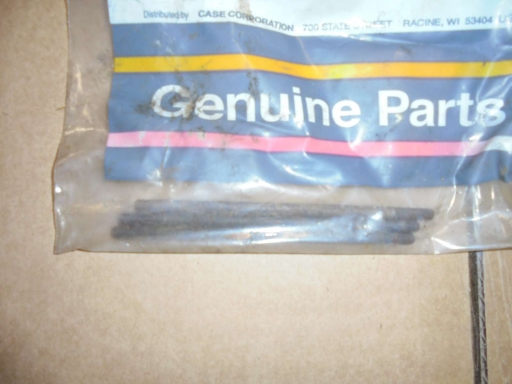 Distributed by CASE CORPORATION 700 STATE STREET RACINE, WI 53404
Genuine Parts